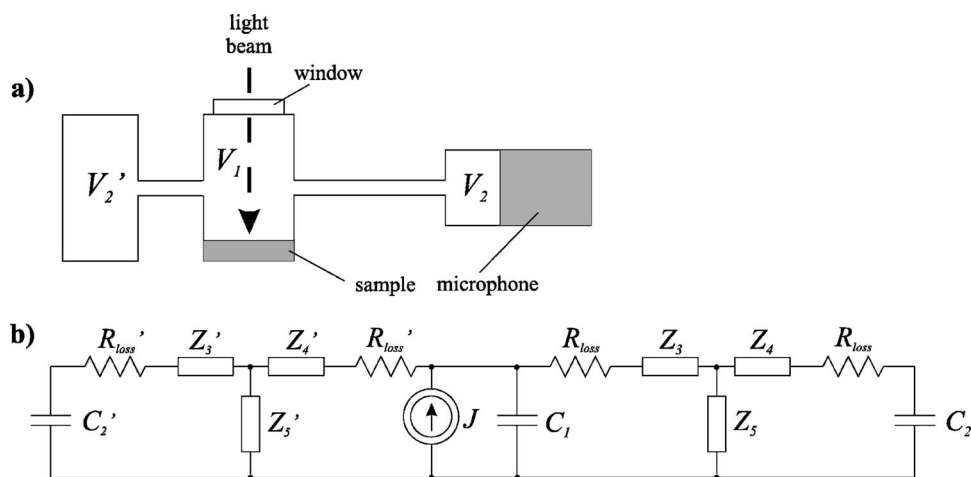 light
beam
window
a)
V1
V2'
V2
sample
microphone
b)
Rloss'
Z3'
Z4'
Rloss'
Rloss
Z3
Z4
Rloss
C2'
Z5'
J
C1
Z5
C2